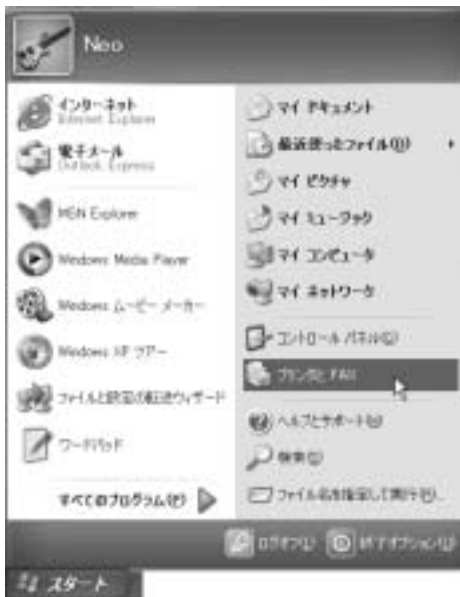 Neo
インターネット
Internet Explorer
電子メール
Outlook Express
MSN Explorer
Windows Media Player
Windows ムービー メーカー
Windows XP ツアー
ファイルと設定の転送ウィザード
ワードパッド
すべてのプログラム(P)
マイ ドキュメント
最近使ったファイル(D)
マイ ピクチャ
マイ ミュージック
マイ コンピュータ
マイ ネットワーク
コントロール パネル(C)
プリンタと FAX
ヘルプとサポート(H)
検索(S)
ファイル名を指定して実行(R)...
ログオフ(L)
終了オプション(U)
スタート